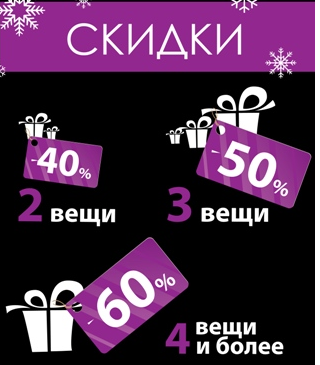 СКИДКИ
-40%
2 вещи
-50%
3 вещи
-60%
4 вещи
и более